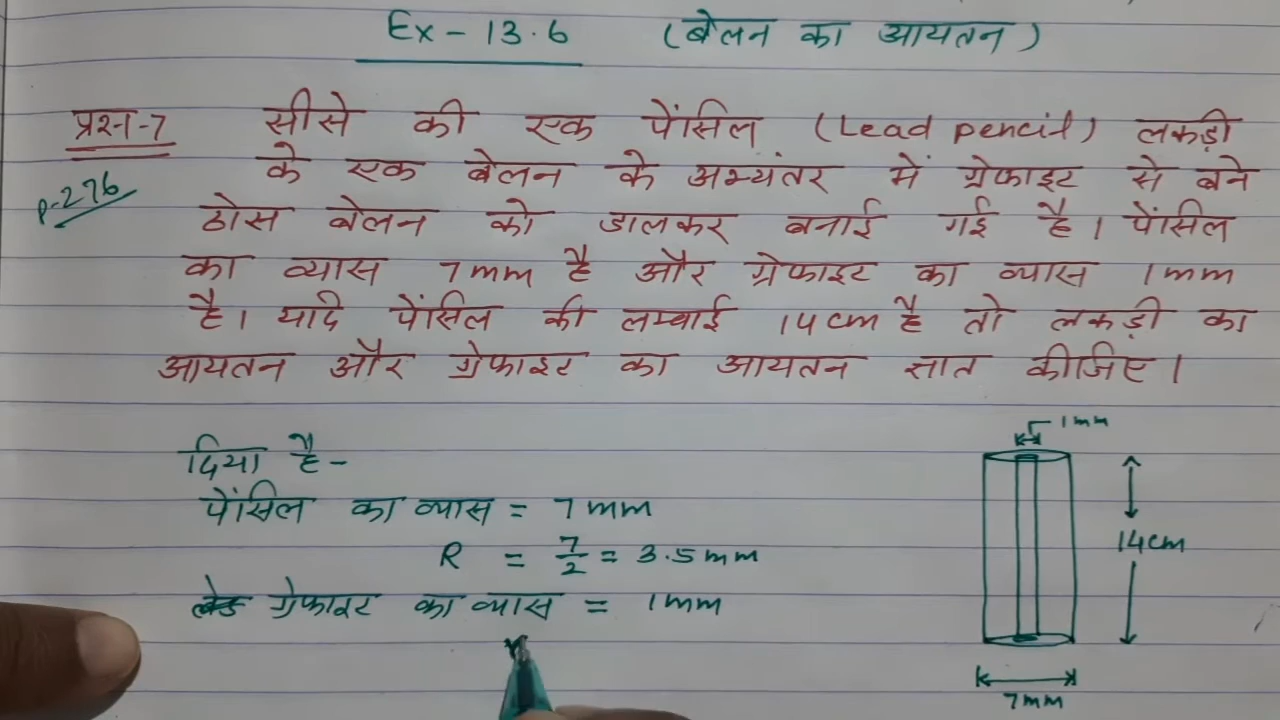 Ex - 13.6 (बेलन का आयतन)
प्रश्न-7 सीसे की एक पेंसिल (Lead pencil) लकड़ी
P-276 के एक बेलन के अभ्यंतर में ग्रेफाइट से बने
ठोस बेलन को डालकर बनाई गई है। पेंसिल
का व्यास 7mm है और ग्रेफाइट का व्यास 1mm
है। यदि पेंसिल की लम्बाई 14cm है तो लकड़ी का
आयतन और ग्रेफाइट का आयतन ज्ञात कीजिए।
1mm
दिया है-
पेंसिल का व्यास = 7mm
R = 7/2 = 3.5mm
14cm
ग्रेफाइट का व्यास = 1mm
r
7mm